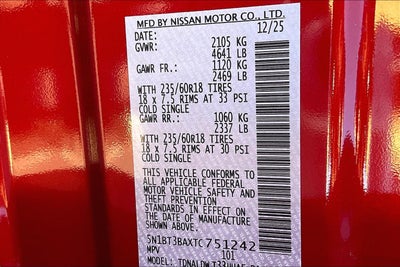 MFD BY NISSAN MOTOR CO., LTD.
DATE: 12/25
GVWR: 2105 KG
4641 LB
GAWR FR.: 1120 KG
2469 LB
WITH 235/60R18 TIRES
18 x 7.5 RIMS AT 33 PSI
COLD SINGLE
GAWR RR.: 1060 KG
2337 LB
WITH 235/60R18 TIRES
18 x 7.5 RIMS AT 30 PSI
COLD SINGLE
THIS VEHICLE CONFORMS TO
ALL APPLICABLE FEDERAL
MOTOR VEHICLE SAFETY AND
THEFT PREVENTION
STANDARDS IN EFFECT ON
THE DATE OF MANUFACTURE
SHOWN ABOVE.
5N1BT3BAXTC751242
MPV 101
MODEL: